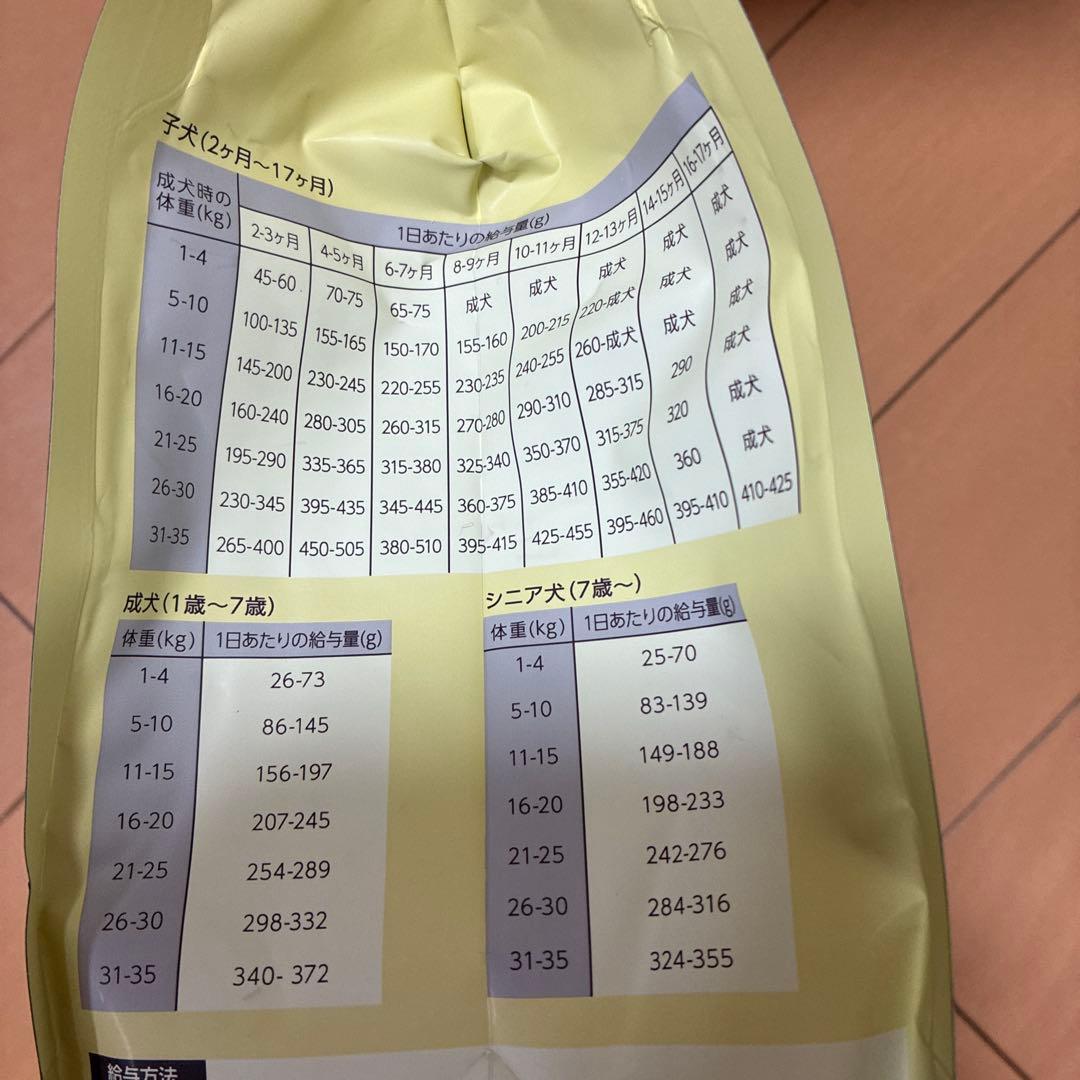 子犬(2ヶ月〜17ヶ月)
成犬時の体重(kg) 1日あたりの給与量(g)
2-3ヶ月 4-5ヶ月 6-7ヶ月 8-9ヶ月 10-11ヶ月 12-13ヶ月 14-15ヶ月 16-17ヶ月
1-4 45-60 70-75 65-75 成犬 成犬 成犬 成犬 成犬
5-10 100-135 155-165 150-170 155-160 200-215 220-成犬 成犬 成犬
11-15 145-200 230-245 220-255 230-235 240-255 260-成犬 成犬 成犬
16-20 160-240 280-305 260-315 270-280 290-310 285-315 290 成犬
21-25 195-290 335-365 315-380 325-340 350-370 315-375 320 成犬
26-30 230-345 395-435 345-445 360-375 385-410 355-420 360 成犬
31-35 265-400 450-505 380-510 395-415 425-455 395-460 395-410 410-425
成犬(1歳〜7歳)
体重(kg) 1日あたりの給与量(g)
1-4 26-73
5-10 86-145
11-15 156-197
16-20 207-245
21-25 254-289
26-30 298-332
31-35 340- 372
シニア犬(7歳〜)
体重(kg) 1日あたりの給与量(g)
1-4 25-70
5-10 83-139
11-15 149-188
16-20 198-233
21-25 242-276
26-30 284-316
31-35 324-355
給与方法